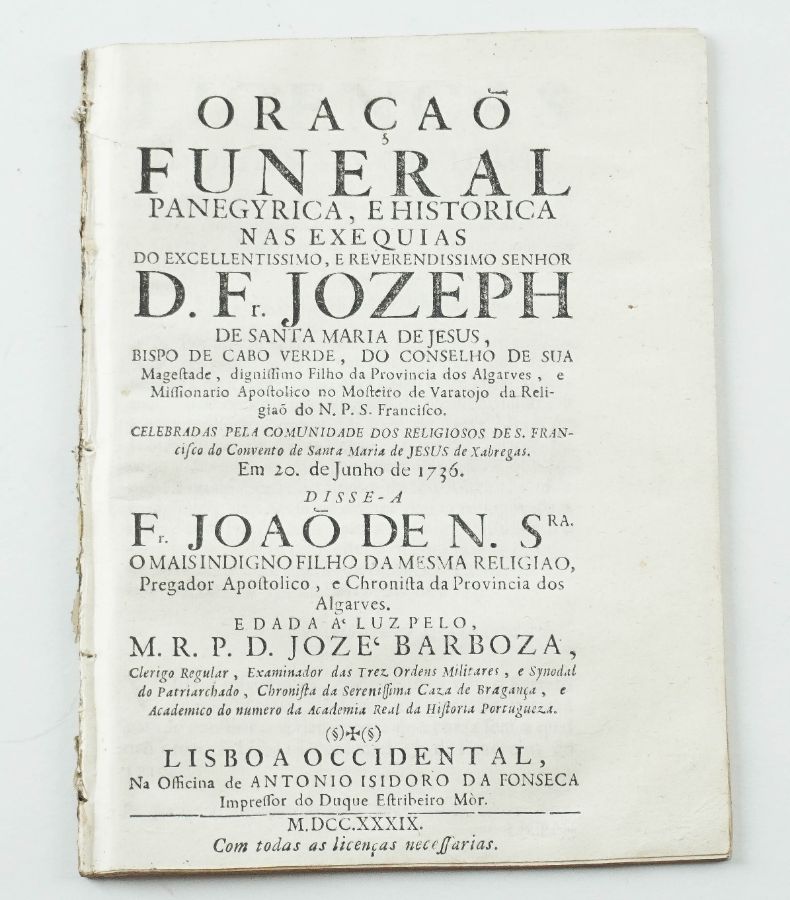 ORAÇAÕ
FUNERAL
PANEGYRICA, E HISTORICA
NAS EXEQUIAS
DO EXCELLENTISSIMO, E REVERENDISSIMO SENHOR
D. Fr. JOZEPH
DE SANTA MARIA DE JESUS,
BISPO DE CABO VERDE, DO CONSELHO DE SUA
Mageſtade, digniſſimo Filho da Provincia dos Algarves, e
Miſſionario Apoſtolico no Moſteiro de Varatojo da Reli-
giaõ do N. P. S. Franciſco.
CELEBRADAS PELA COMUNIDADE DOS RELIGIOSOS DE S. FRAN-
ciſco do Convento de Santa Maria de JESUS de Xabregas.
Em 20. de Junho de 1736.
DISSE-A
Fr. JOAÕ DE N. SRA.
O MAIS INDIGNO FILHO DA MESMA RELIGIAO,
Pregador Apoſtolico, e Chroniſta da Provincia dos
Algarves.
E DADA A' LUZ PELO,
M. R. P. D. JOZE' BARBOZA,
Clerigo Regular, Examinador das Trez Ordens Militares, e Synodal
do Patriarchado, Chroniſta da Sereniſſima Caza de Bragança, e
Academico do numero da Academia Real da Hiſtoria Portugueza.
(§)✠(§)
LISBOA OCCIDENTAL,
Na Officina de ANTONIO ISIDORO DA FONSECA
Impreſſor do Duque Eſtribeiro Mòr.
M.DCC.XXXIX.
Com todas as licenças neceſſarias.